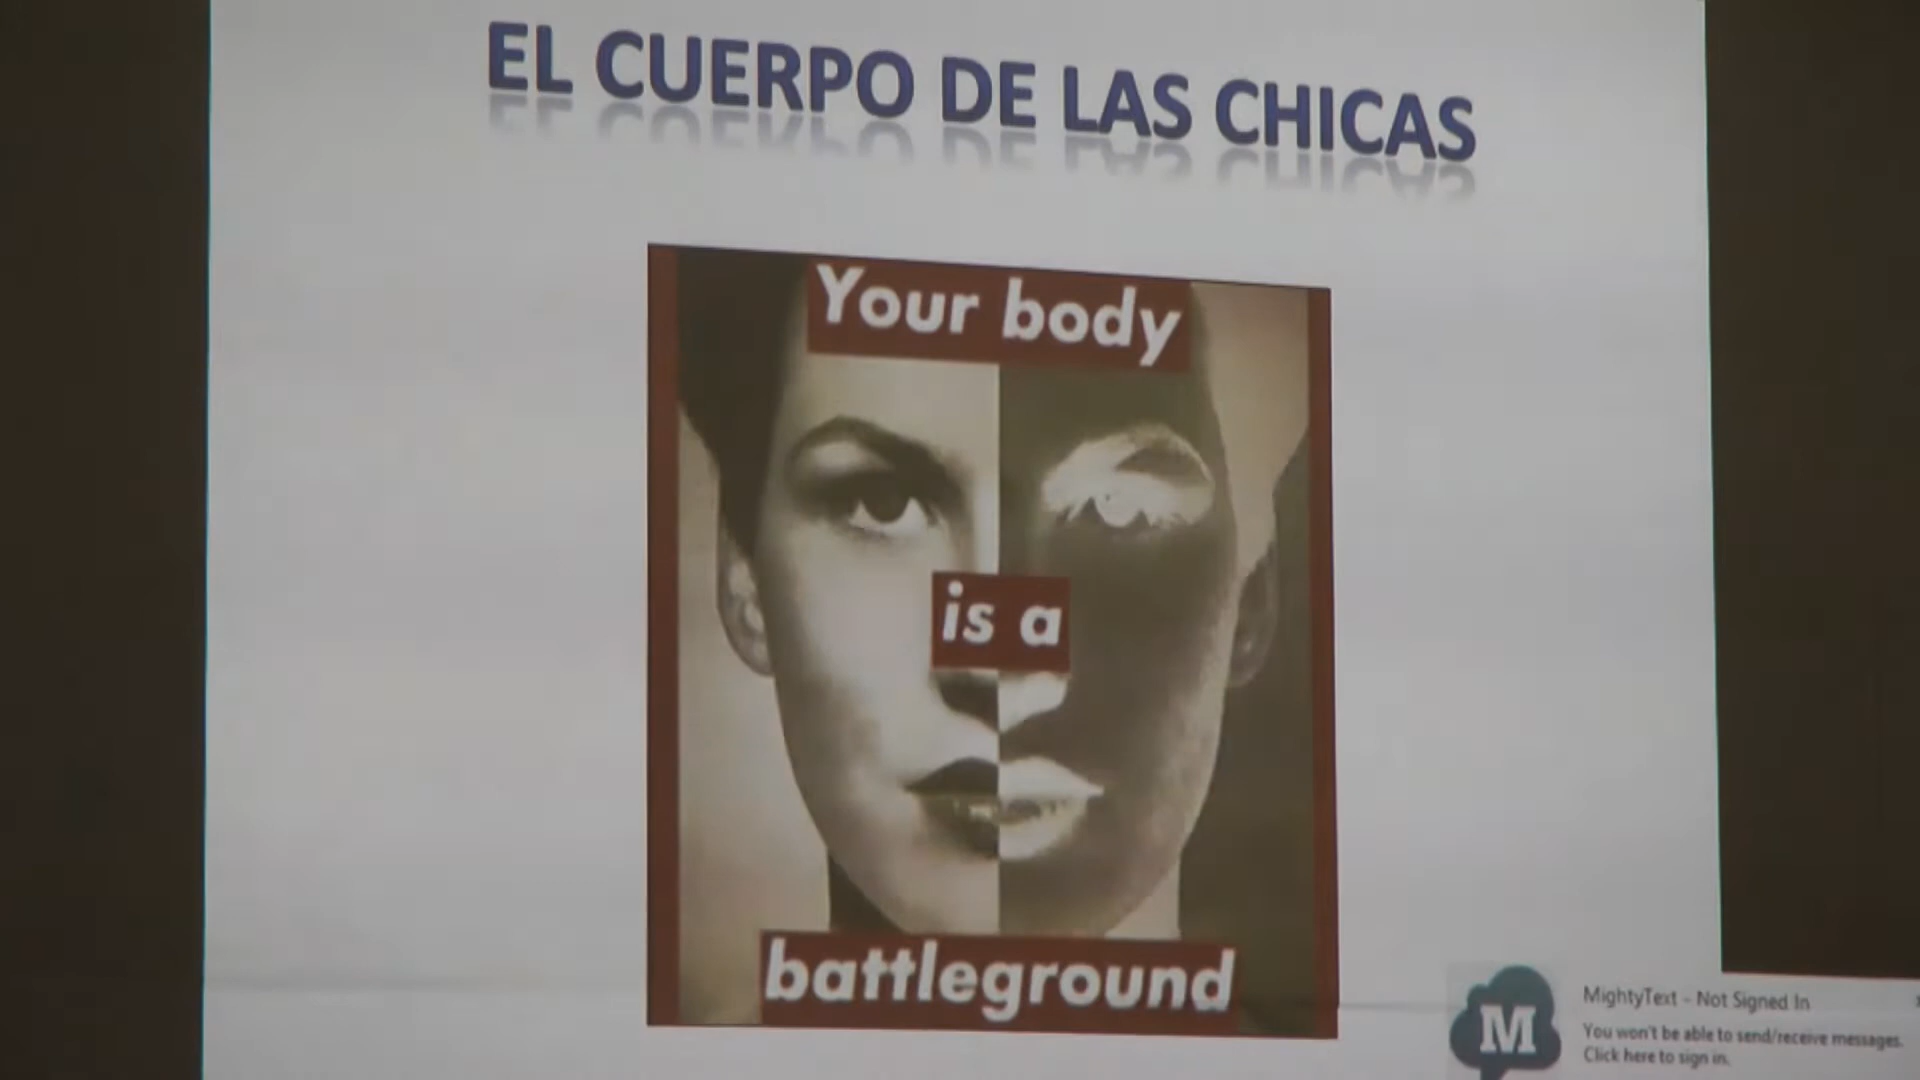 EL CUERPO DE LAS CHICAS
Your body
is a
battleground
M
MightyText - Not Signed In
You won't be able to send/receive messages.
Click here to sign in.